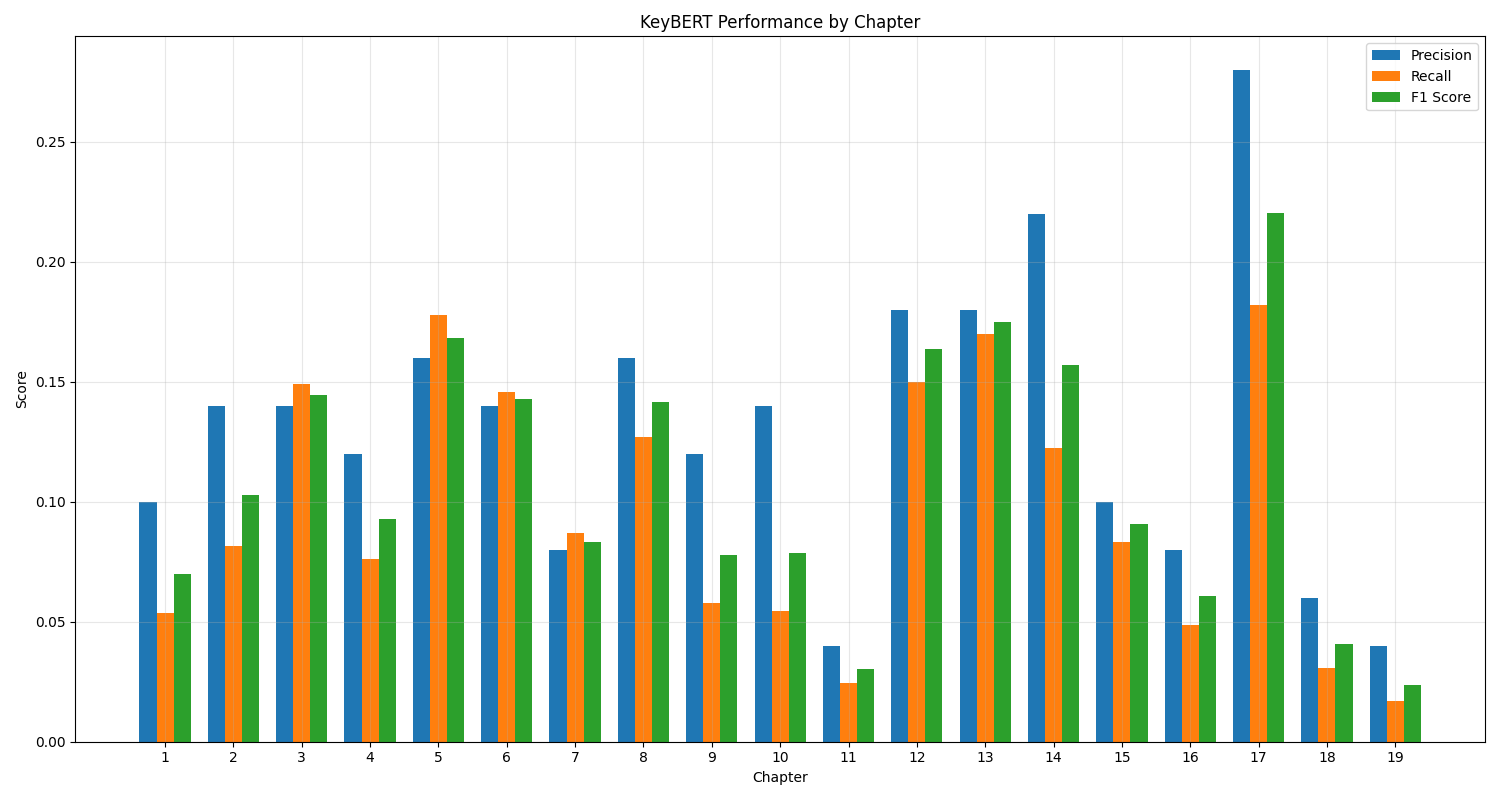 KeyBERT Performance by Chapter
Precision
Recall
F1 Score
Score
0.25
0.20
0.15
0.10
0.05
0.00
1 2 3 4 5 6 7 8 9 10 11 12 13 14 15 16 17 18 19
Chapter